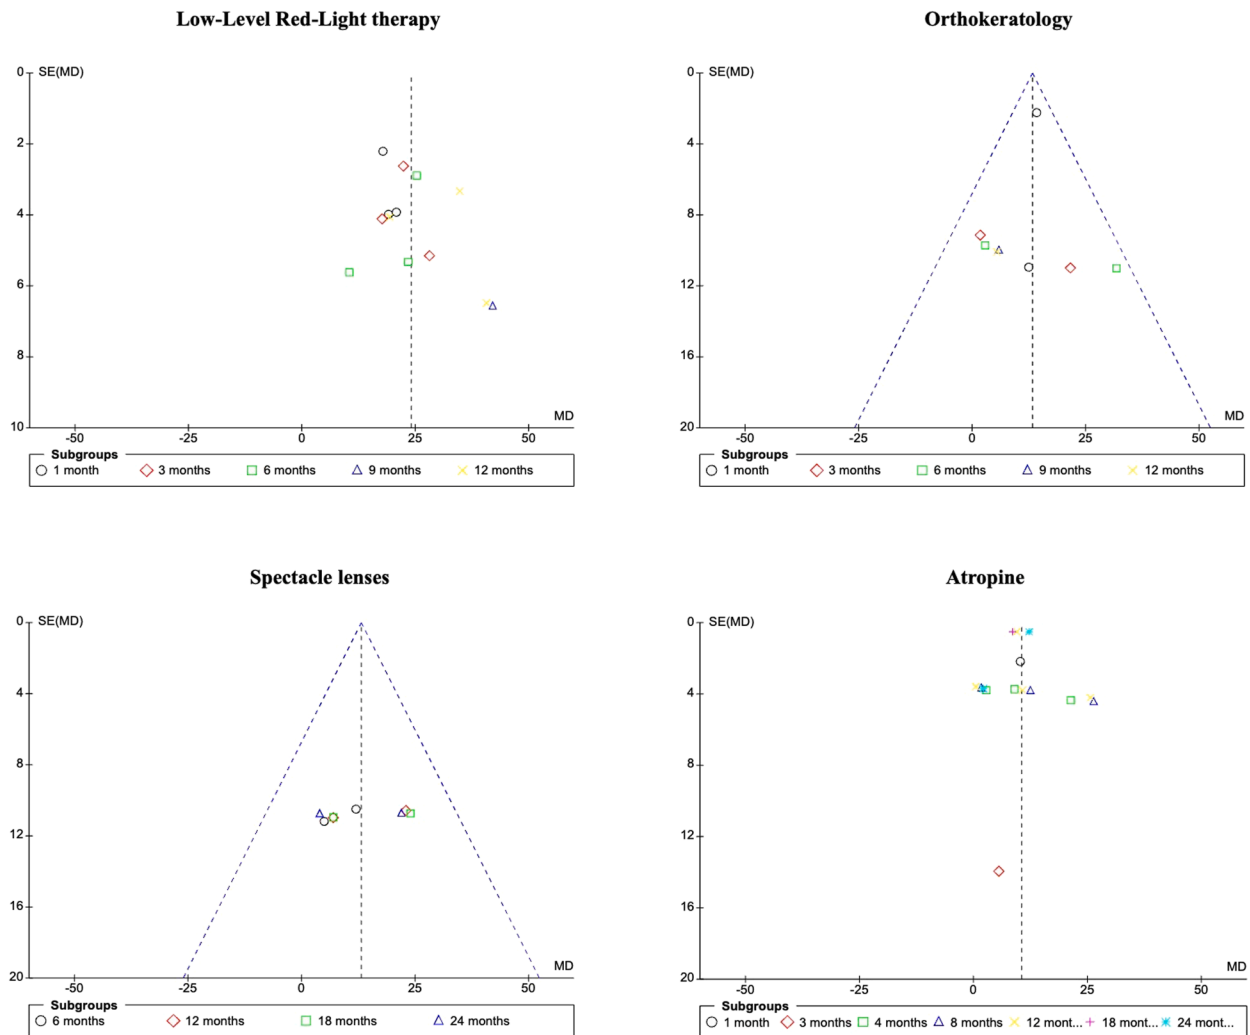 Low-Level Red-Light therapy
0
SE(MD)
2
4
6
8
10
MD
-50
-25
0
25
50
Subgroups
1 month
3 months
6 months
9 months
12 months
Orthokeratology
0
SE(MD)
4
8
12
16
20
MD
-50
-25
0
25
50
Subgroups
1 month
3 months
6 months
9 months
12 months
Spectacle lenses
0
SE(MD)
4
8
12
16
20
MD
-50
-25
0
25
50
Subgroups
6 months
12 months
18 months
24 months
Atropine
0
SE(MD)
4
8
12
16
20
MD
-50
-25
0
25
50
Subgroups
1 month
3 months
4 months
8 months
12 mont...
18 mont...
24 mont...